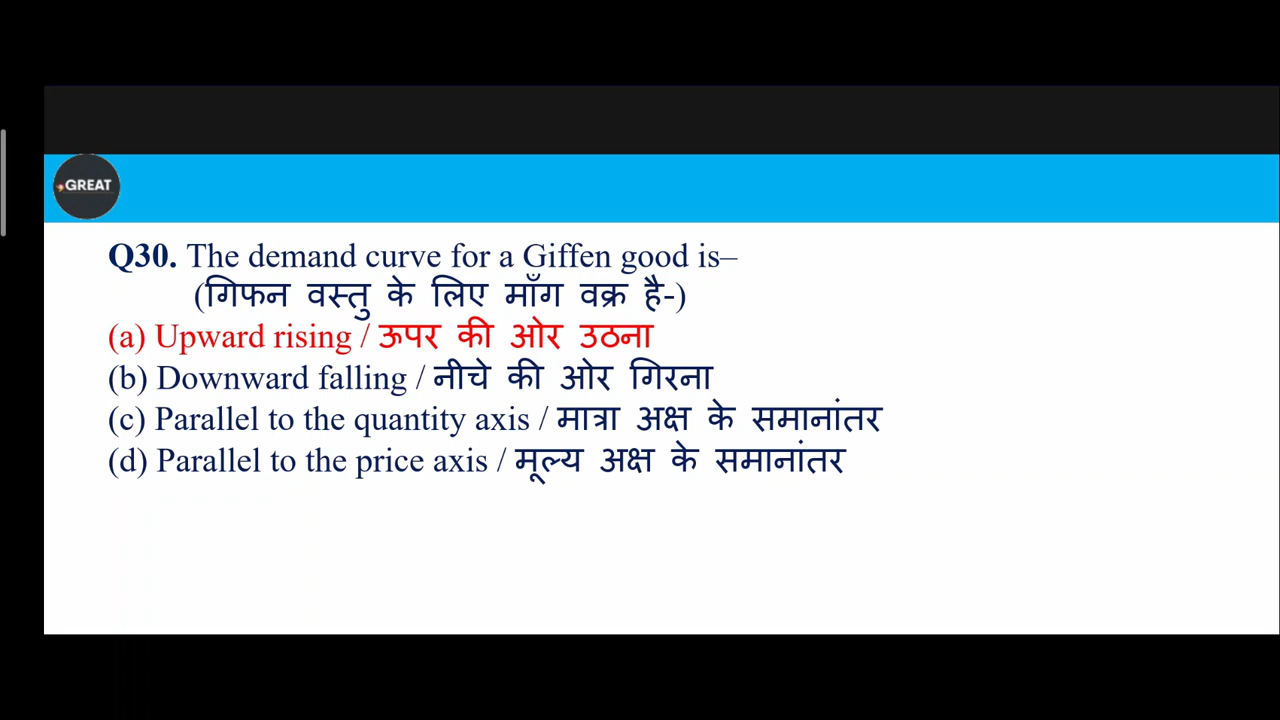 GREAT
Q30. The demand curve for a Giffen good is–
(गिफन वस्तु के लिए माँग वक्र है-)
(a) Upward rising / ऊपर की ओर उठना
(b) Downward falling / नीचे की ओर गिरना
(c) Parallel to the quantity axis / मात्रा अक्ष के समानांतर
(d) Parallel to the price axis / मूल्य अक्ष के समानांतर